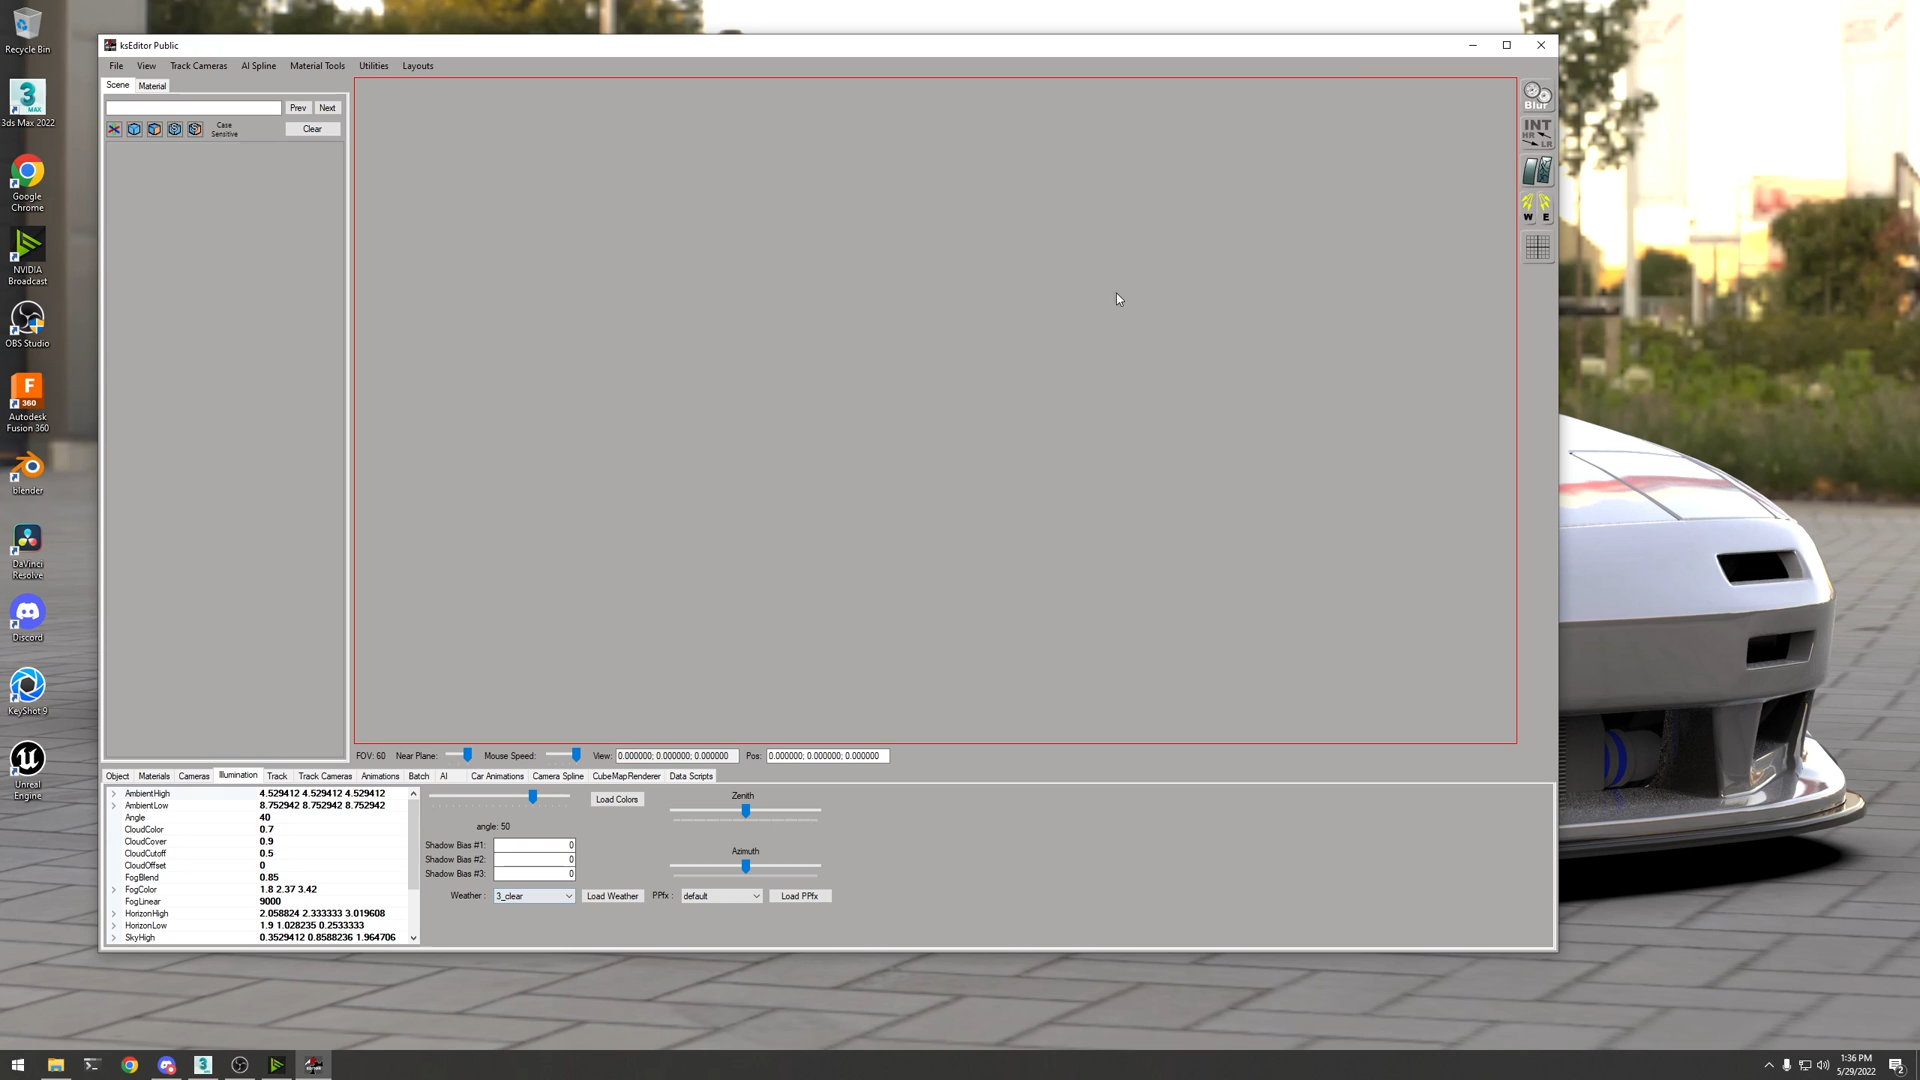 Recycle Bin
3ds Max 2022
Google
Chrome
NVIDIA
Broadcast
OBS Studio
Autodesk
Fusion 360
blender
DaVinci
Resolve
Discord
KeyShot 9
Unreal
Engine
ksEditor Public
File View Track Cameras AI Spline Material Tools Utilities Layouts
Scene Material
Prev Next
Case
Sensitive
Clear
Blur
INT
HR
LR
W E
FOV: 60 Near Plane: Mouse Speed: View: 0.000000; 0.000000; 0.000000 Pos: 0.000000; 0.000000; 0.000000
Object Materials Cameras Illumination Track Track Cameras Animations Batch AI Car Animations Camera Spline CubeMapRenderer Data Scripts
AmbientHigh 4.529412 4.529412 4.529412
AmbientLow 8.752942 8.752942 8.752942
Angle 40
CloudColor 0.7
CloudCover 0.9
CloudCutoff 0.5
CloudOffset 0
FogBlend 0.85
FogColor 1.8 2.37 3.42
FogLinear 9000
HorizonHigh 2.058824 2.333333 3.019608
HorizonLow 1.9 1.028235 0.2533333
SkyHigh 0.3529412 0.8588236 1.964706
Load Colors
angle: 50
Shadow Bias #1: 0
Shadow Bias #2: 0
Shadow Bias #3: 0
Weather : 3_clear Load Weather PPfx : default Load PPfx
Zenith
Azimuth
1:36 PM
5/29/2022
2